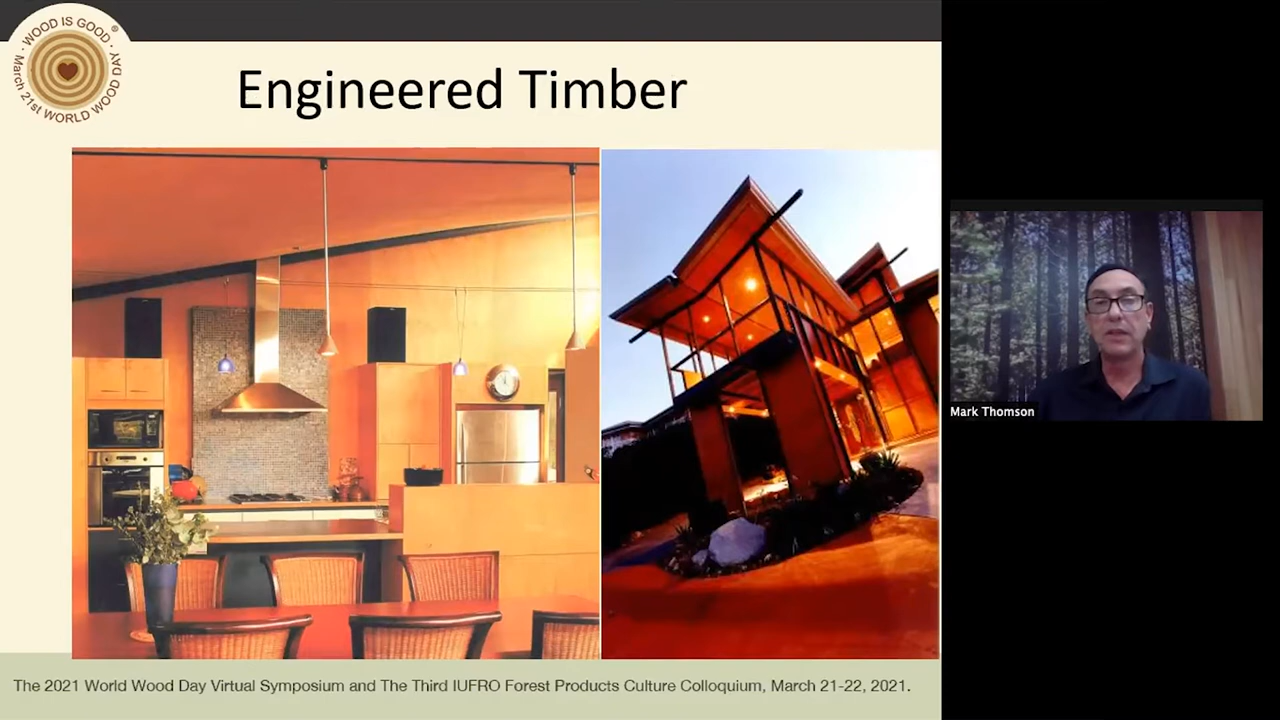 WOOD IS GOOD ®
March 21st WORLD WOOD DAY
Engineered Timber
Mark Thomson
The 2021 World Wood Day Virtual Symposium and The Third IUFRO Forest Products Culture Colloquium, March 21-22, 2021.